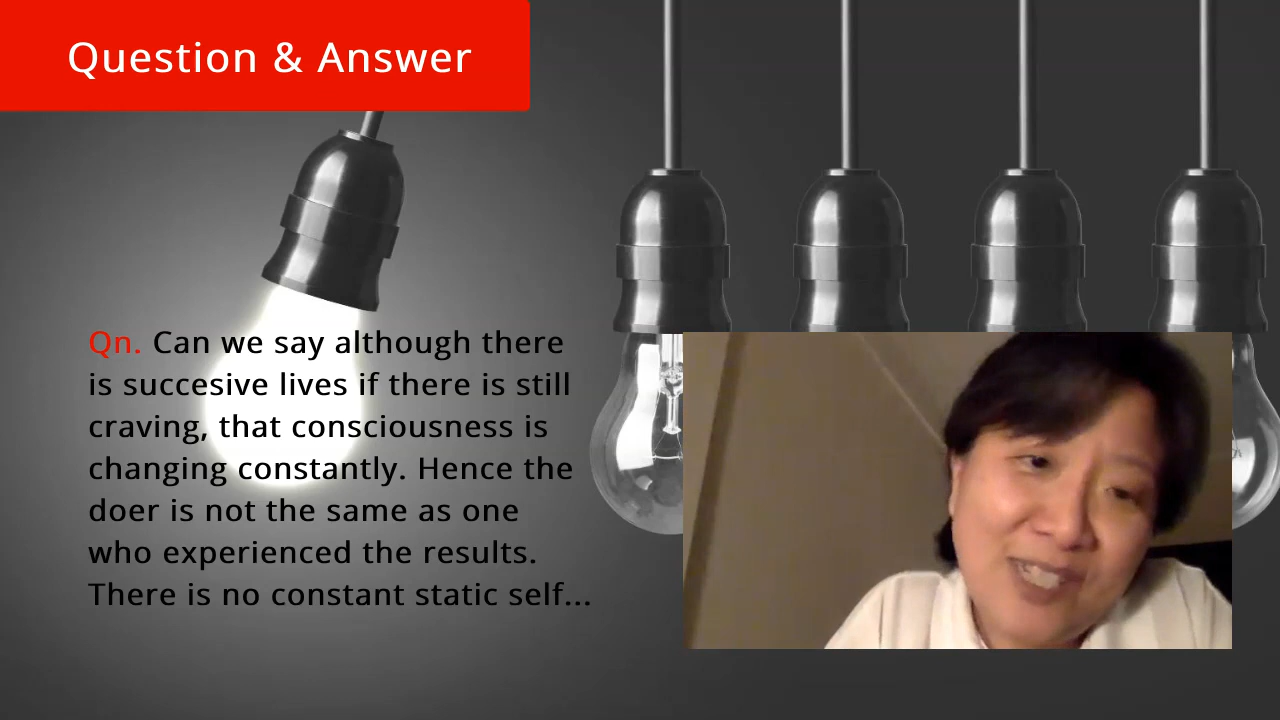 Question & Answer
Qn. Can we say although there
is succesive lives if there is still
craving, that consciousness is
changing constantly. Hence the
doer is not the same as one
who experienced the results.
There is no constant static self...